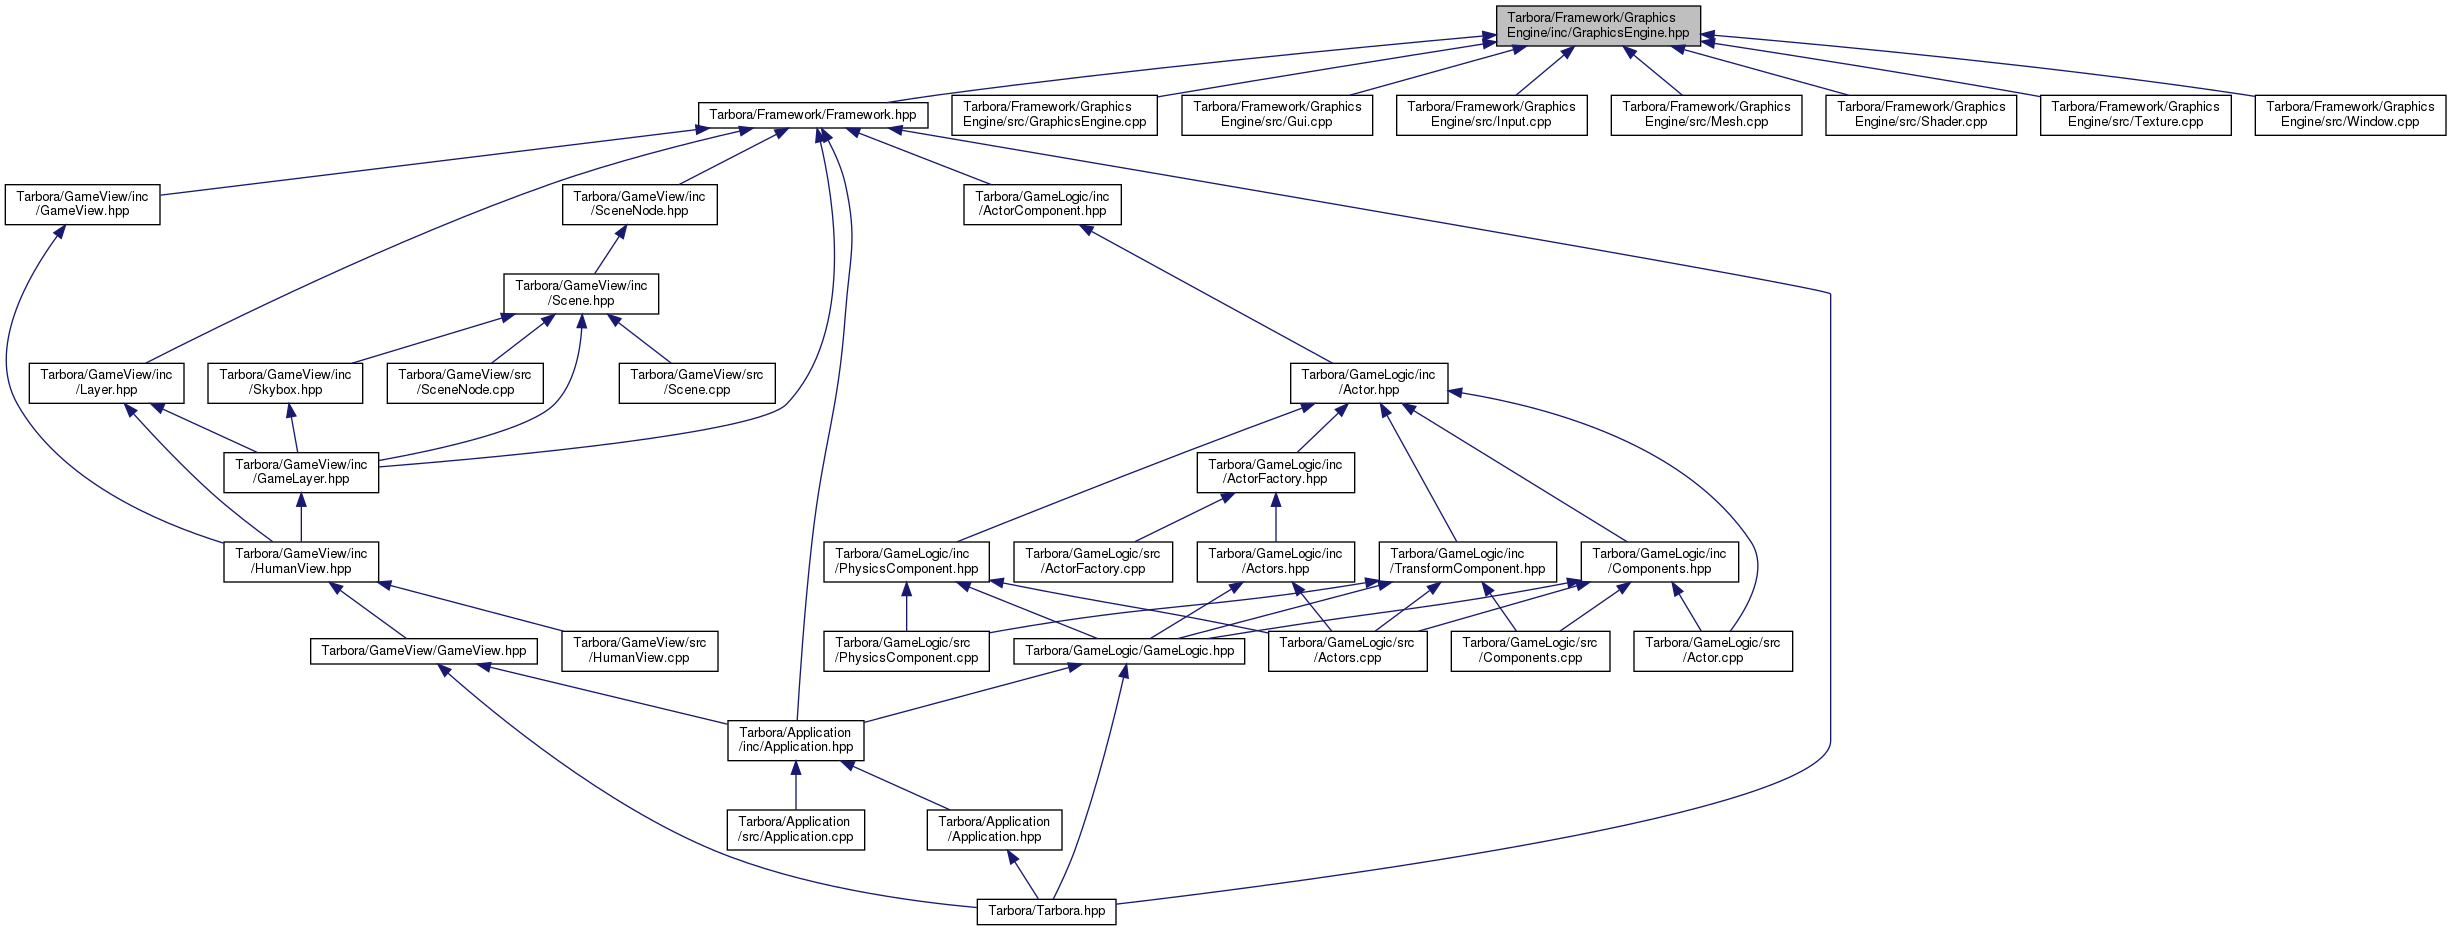 Tarbora/Framework/Graphics
Engine/inc/GraphicsEngine.hpp
Tarbora/Framework/Framework.hpp
Tarbora/Framework/Graphics
Engine/src/GraphicsEngine.cpp
Tarbora/Framework/Graphics
Engine/src/Gui.cpp
Tarbora/Framework/Graphics
Engine/src/Input.cpp
Tarbora/Framework/Graphics
Engine/src/Mesh.cpp
Tarbora/Framework/Graphics
Engine/src/Shader.cpp
Tarbora/Framework/Graphics
Engine/src/Texture.cpp
Tarbora/Framework/Graphics
Engine/src/Window.cpp
Tarbora/GameView/inc
/GameView.hpp
Tarbora/GameView/inc
/SceneNode.hpp
Tarbora/GameLogic/inc
/ActorComponent.hpp
Tarbora/GameView/inc
/Scene.hpp
Tarbora/GameView/inc
/Layer.hpp
Tarbora/GameView/inc
/Skybox.hpp
Tarbora/GameView/src
/SceneNode.cpp
Tarbora/GameView/src
/Scene.cpp
Tarbora/GameLogic/inc
/Actor.hpp
Tarbora/GameView/inc
/GameLayer.hpp
Tarbora/GameLogic/inc
/ActorFactory.hpp
Tarbora/GameView/inc
/HumanView.hpp
Tarbora/GameLogic/inc
/PhysicsComponent.hpp
Tarbora/GameLogic/src
/ActorFactory.cpp
Tarbora/GameLogic/inc
/Actors.hpp
Tarbora/GameLogic/inc
/TransformComponent.hpp
Tarbora/GameLogic/inc
/Components.hpp
Tarbora/GameView/GameView.hpp
Tarbora/GameView/src
/HumanView.cpp
Tarbora/GameLogic/src
/PhysicsComponent.cpp
Tarbora/GameLogic/GameLogic.hpp
Tarbora/GameLogic/src
/Actors.cpp
Tarbora/GameLogic/src
/Components.cpp
Tarbora/GameLogic/src
/Actor.cpp
Tarbora/Application
/inc/Application.hpp
Tarbora/Application
/src/Application.cpp
Tarbora/Application
/Application.hpp
Tarbora/Tarbora.hpp